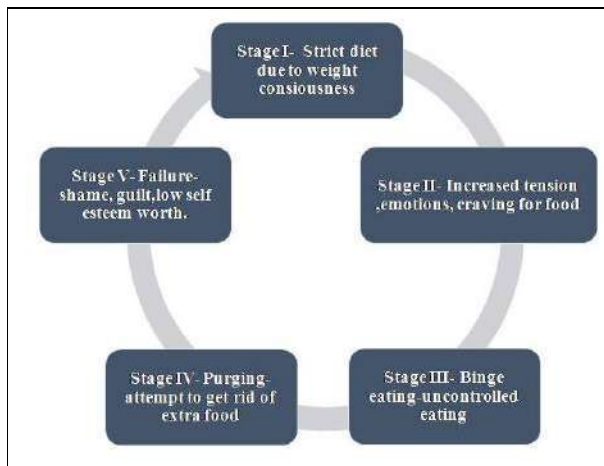 Stage I- Strict diet
due to weight
consiousness
Stage II- Increased tension
,emotions, craving for food
Stage III- Binge
eating-uncontrolled
eating
Stage IV- Purging-
attempt to get rid of
extra food
Stage V- Failure-
shame, guilt,low self
esteem worth.